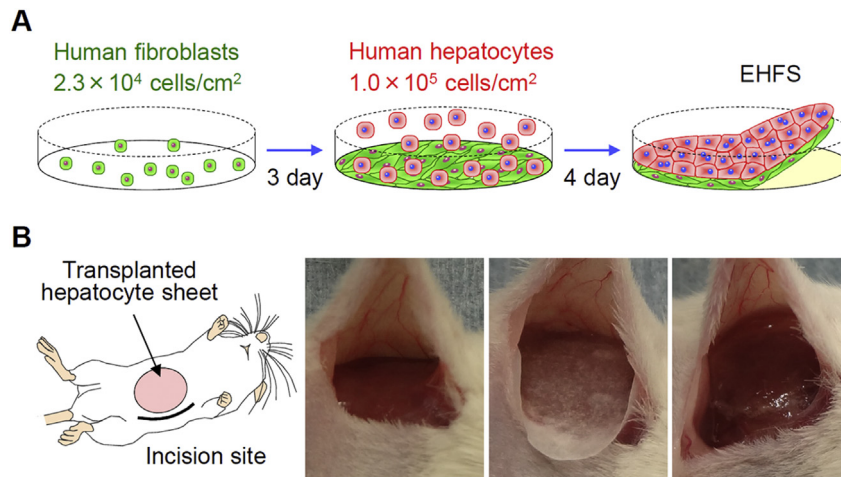 A
Human fibroblasts
2.3 × 10⁴ cells/cm²
Human hepatocytes
1.0 × 10⁵ cells/cm²
EHFS
3 day
4 day
B
Transplanted
hepatocyte sheet
Incision site